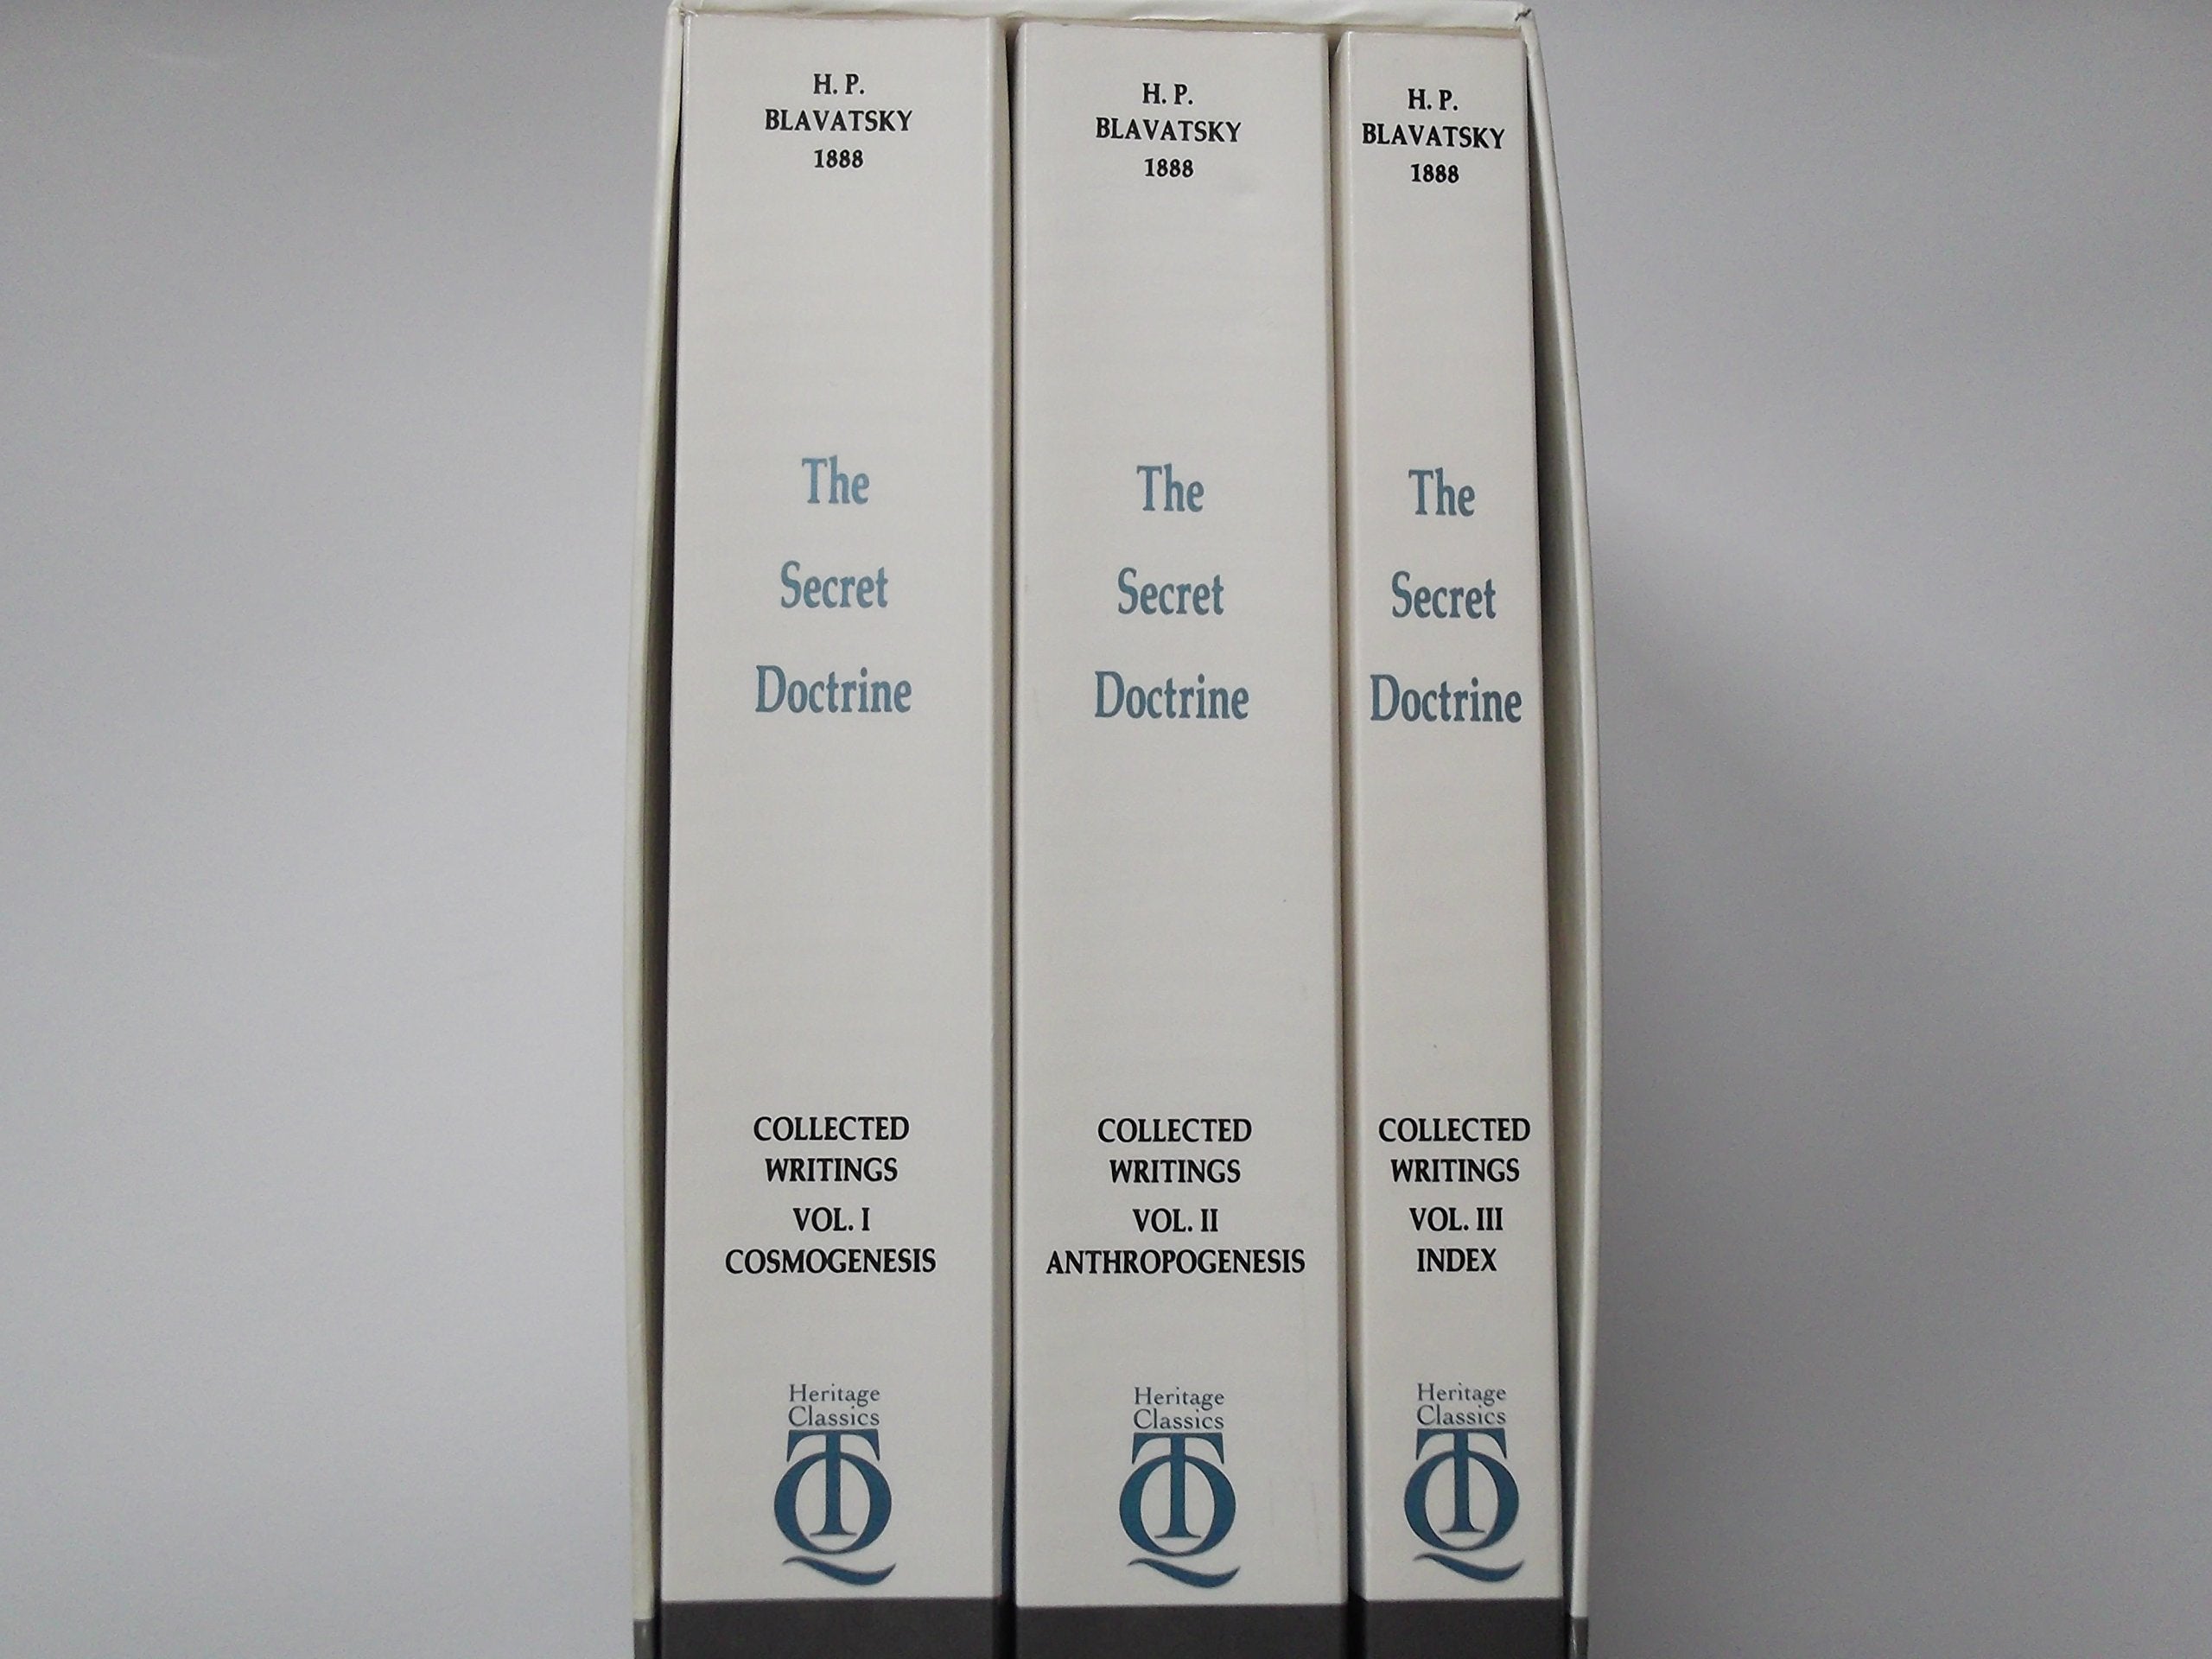 H. P.
BLAVATSKY
1888
The
Secret
Doctrine
COLLECTED
WRITINGS
VOL. I
COSMOGENESIS
Heritage
Classics
TQ
H. P.
BLAVATSKY
1888
The
Secret
Doctrine
COLLECTED
WRITINGS
VOL. II
ANTHROPOGENESIS
Heritage
Classics
TQ
H. P.
BLAVATSKY
1888
The
Secret
Doctrine
COLLECTED
WRITINGS
VOL. III
INDEX
Heritage
Classics
TQ